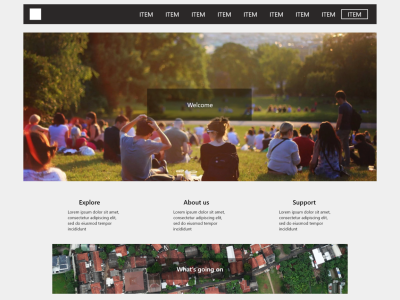 ITEM ITEM ITEM ITEM ITEM ITEM ITEM ITEM ITEM
Welcome
Explore
Lorem ipsum dolor sit amet,
consectetur adipiscing elit,
sed do eiusmod tempor
incididunt
About us
Lorem ipsum dolor sit amet,
consectetur adipiscing elit,
sed do eiusmod tempor
incididunt
Support
Lorem ipsum dolor sit amet,
consectetur adipiscing elit,
sed do eiusmod tempor
incididunt
What's going on